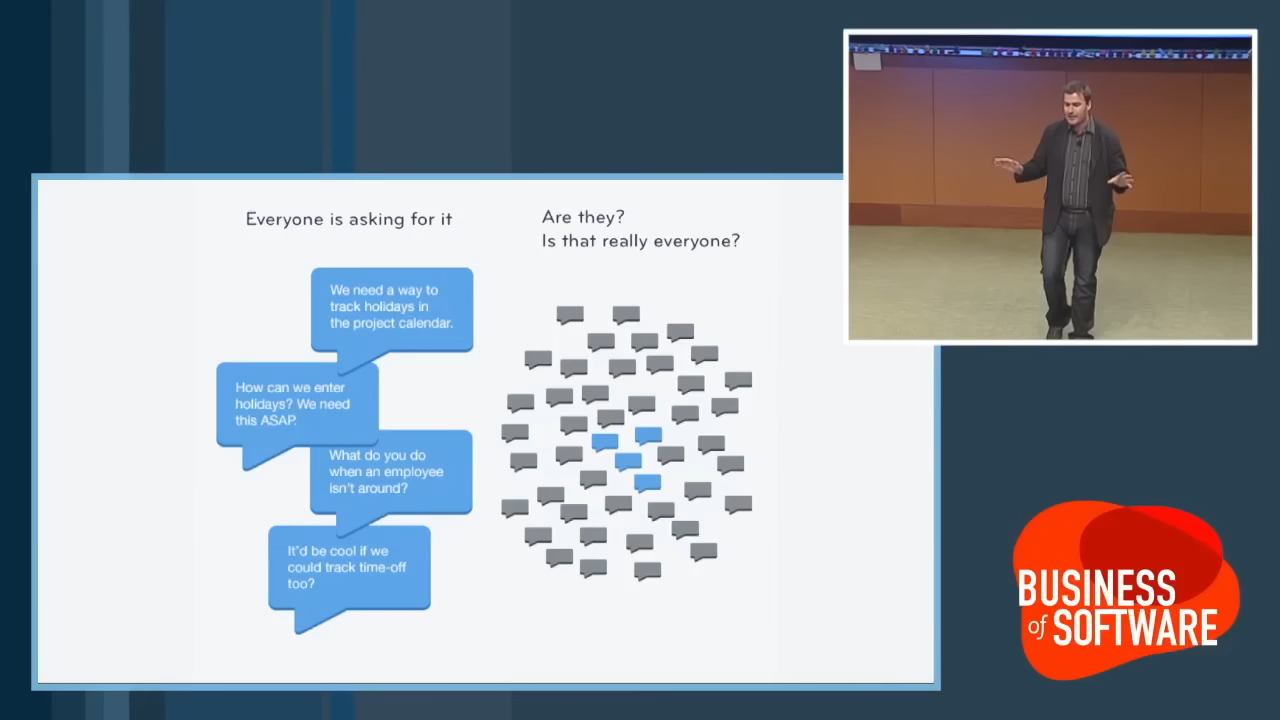 Everyone is asking for it
Are they?
Is that really everyone?
We need a way to
track holidays in
the project calendar.
How can we enter
holidays? We need
this ASAP.
What do you do
when an employee
isn't around?
It'd be cool if we
could track time-off
too?
BUSINESS
of SOFTWARE